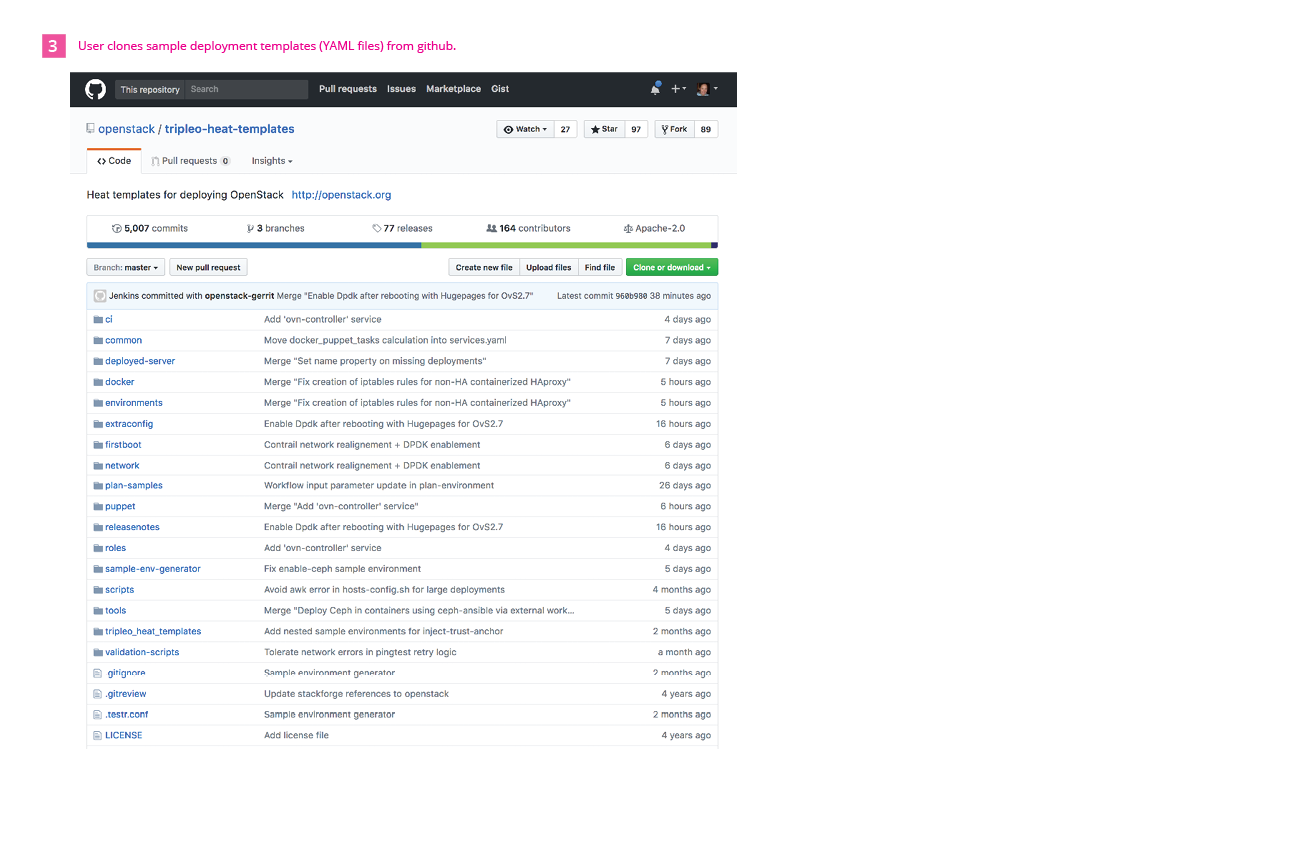 3 User clones sample deployment templates (YAML files) from github.
This repository Search Pull requests Issues Marketplace Gist
openstack / tripleo-heat-templates Watch 27 Star 97 Fork 89
Code Pull requests 0 Insights
Heat templates for deploying OpenStack http://openstack.org
5,007 commits 3 branches 77 releases 164 contributors Apache-2.0
Branch: master New pull request Create new file Upload files Find file Clone or download
Jenkins committed with openstack-gerrit Merge "Enable Dpdk after rebooting with Hugepages for OvS2.7" Latest commit 960b980 38 minutes ago
ci Add 'ovn-controller' service 4 days ago
common Move docker_puppet_tasks calculation into services.yaml 7 days ago
deployed-server Merge "Set name property on missing deployments" 7 days ago
docker Merge "Fix creation of iptables rules for non-HA containerized HAproxy" 5 hours ago
environments Merge "Fix creation of iptables rules for non-HA containerized HAproxy" 5 hours ago
extraconfig Enable Dpdk after rebooting with Hugepages for OvS2.7 16 hours ago
firstboot Contrail network realignement + DPDK enablement 6 days ago
network Contrail network realignement + DPDK enablement 6 days ago
plan-samples Workflow input parameter update in plan-environment 26 days ago
puppet Merge "Add 'ovn-controller' service" 6 hours ago
releasenotes Enable Dpdk after rebooting with Hugepages for OvS2.7 16 hours ago
roles Add 'ovn-controller' service 4 days ago
sample-env-generator Fix enable-ceph sample environment 5 days ago
scripts Avoid awk error in hosts-config.sh for large deployments 4 months ago
tools Merge "Deploy Ceph in containers using ceph-ansible via external work... 5 days ago
tripleo_heat_templates Add nested sample environments for inject-trust-anchor 2 months ago
validation-scripts Tolerate network errors in pingtest retry logic a month ago
.gitignore Sample environment generator 2 months ago
.gitreview Update stackforge references to openstack 4 years ago
.testr.conf Sample environment generator 2 months ago
LICENSE Add license file 4 years ago